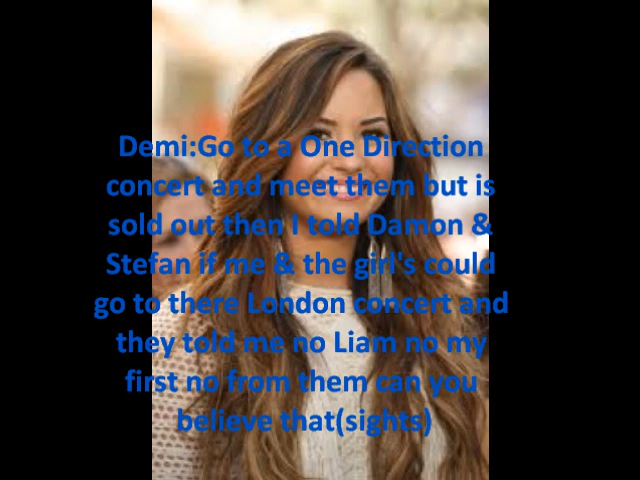 Demi:Go to a One Direction
concert and meet them but is
sold out then I told Damon &
Stefan if me & the girl's could
go to there London concert and
they told me no Liam no my
first no from them can you
believe that(sights)